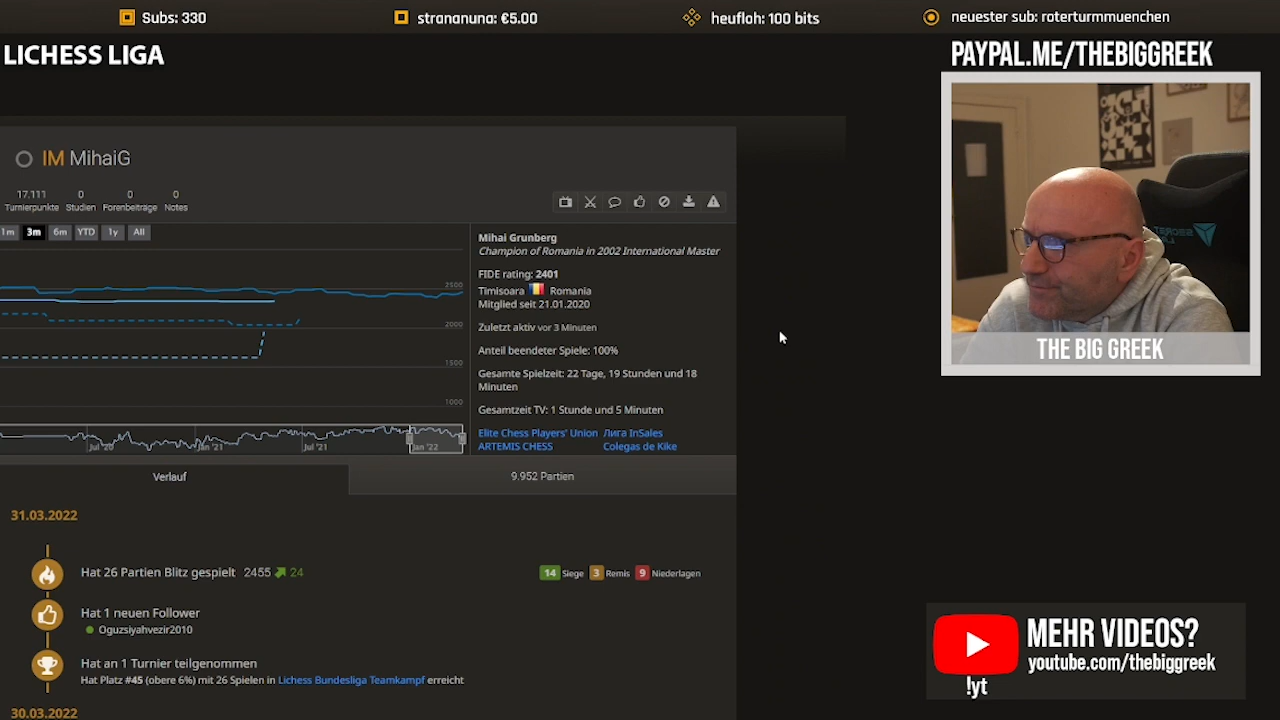 Subs: 330
strananuna: €5.00
heuflah: 100 bits
neuester sub: roterturmmuenchen
LICHESS LIGA
PAYPAL.ME/THEBIGGREEK
IM MihaiG
17.111 0 0 0
Turnierpunkte Studien Forenbeiträge Notes
1m 3m 6m YTD 1y All
2500
2000
1500
1000
Jul '20 Jan '21 Jul '21 Jan '22
Mihai Grunberg
Champion of Romania in 2002 International Master
FIDE rating: 2401
Timisoara Romania
Mitglied seit 21.01.2020
Zuletzt aktiv vor 3 Minuten
Anteil beendeter Spiele: 100%
Gesamte Spielzeit: 22 Tage, 19 Stunden und 18
Minuten
Gesamtzeit TV: 1 Stunde und 5 Minuten
Elite Chess Players' Union Лига InSales
ARTEMIS CHESS Colegas de Kike
THE BIG GREEK
Verlauf
9.952 Partien
31.03.2022
Hat 26 Partien Blitz gespielt 2455 24
14 Siege 3 Remis 9 Niederlagen
Hat 1 neuen Follower
Oguzsiyahvezir2010
Hat an 1 Turnier teilgenommen
Hat Platz #45 (obere 6%) mit 26 Spielen in Lichess Bundesliga Teamkampf erreicht
30.03.2022
MEHR VIDEOS?
youtube.com/thebiggreek
!yt